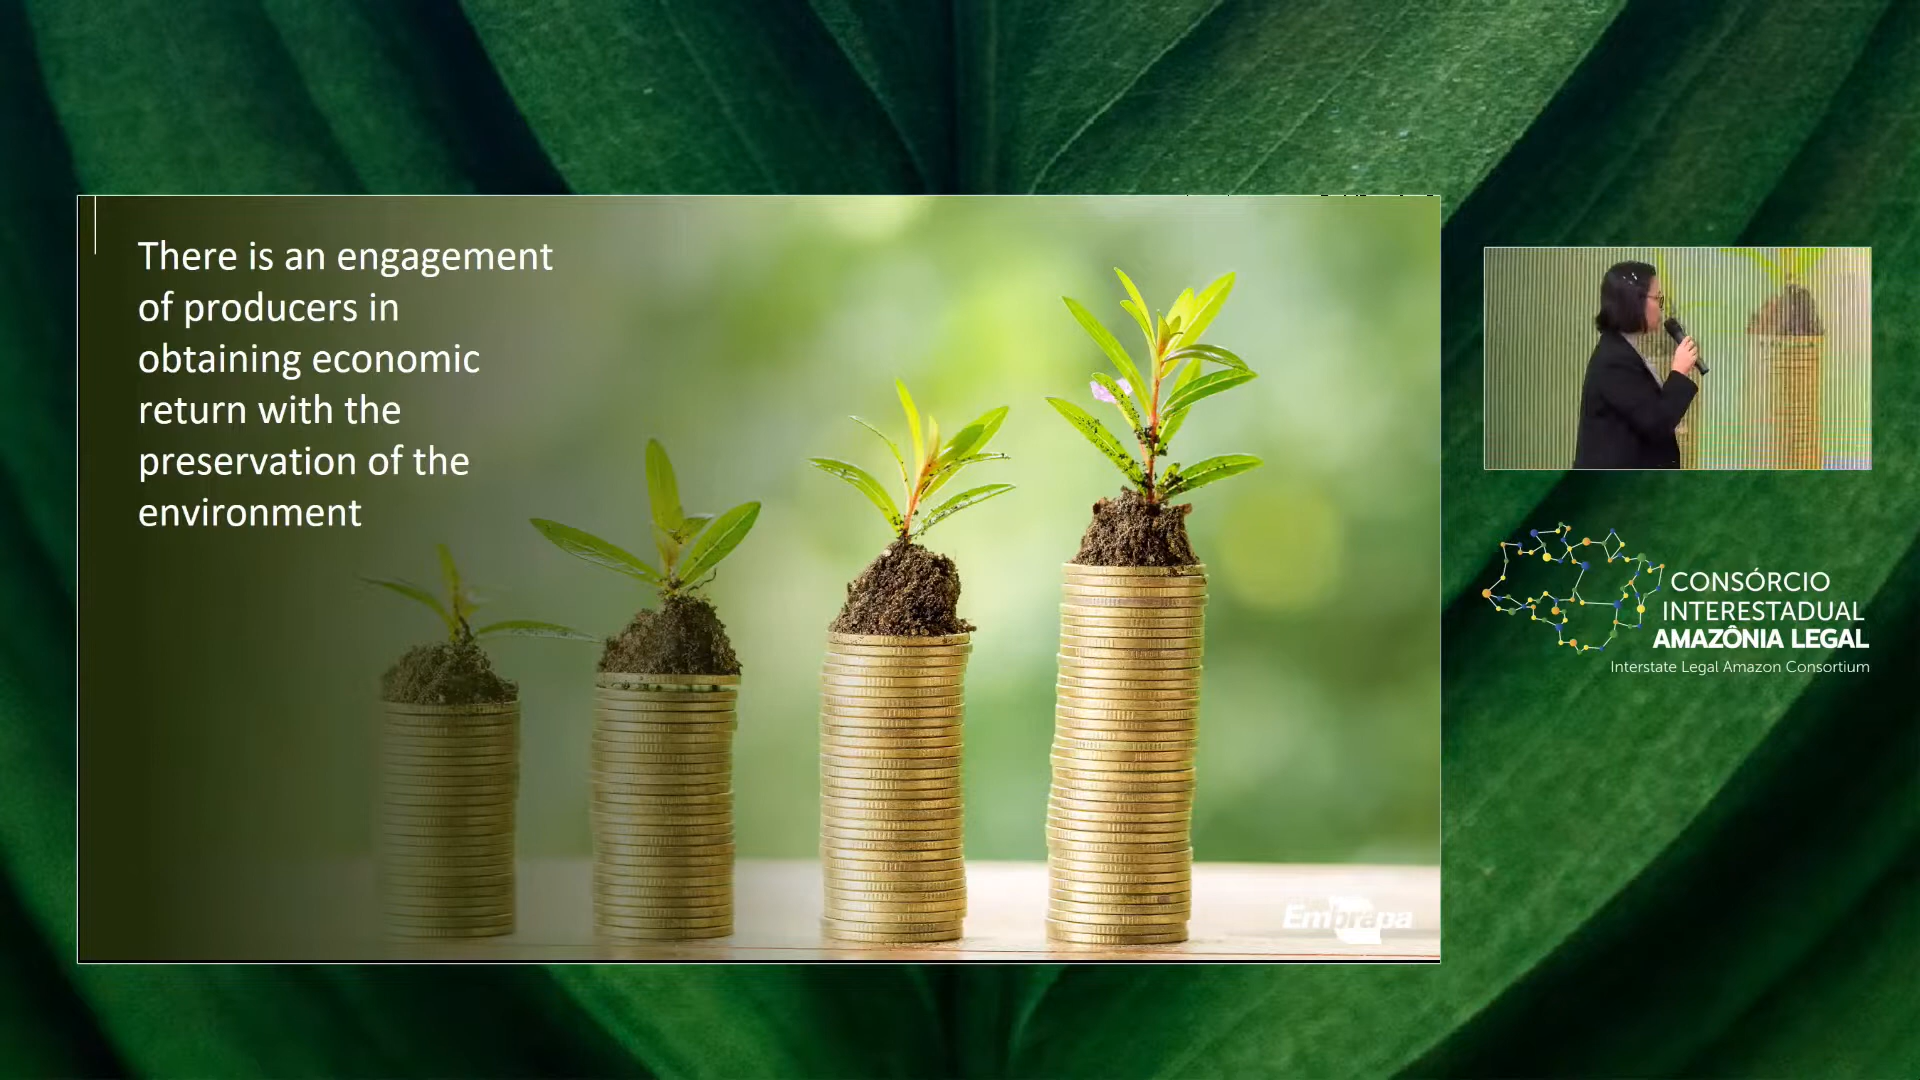 There is an engagement
of producers in
obtaining economic
return with the
preservation of the
environment
Embrapa
CONSÓRCIO
INTERESTADUAL
AMAZÔNIA LEGAL
Interstate Legal Amazon Consortium